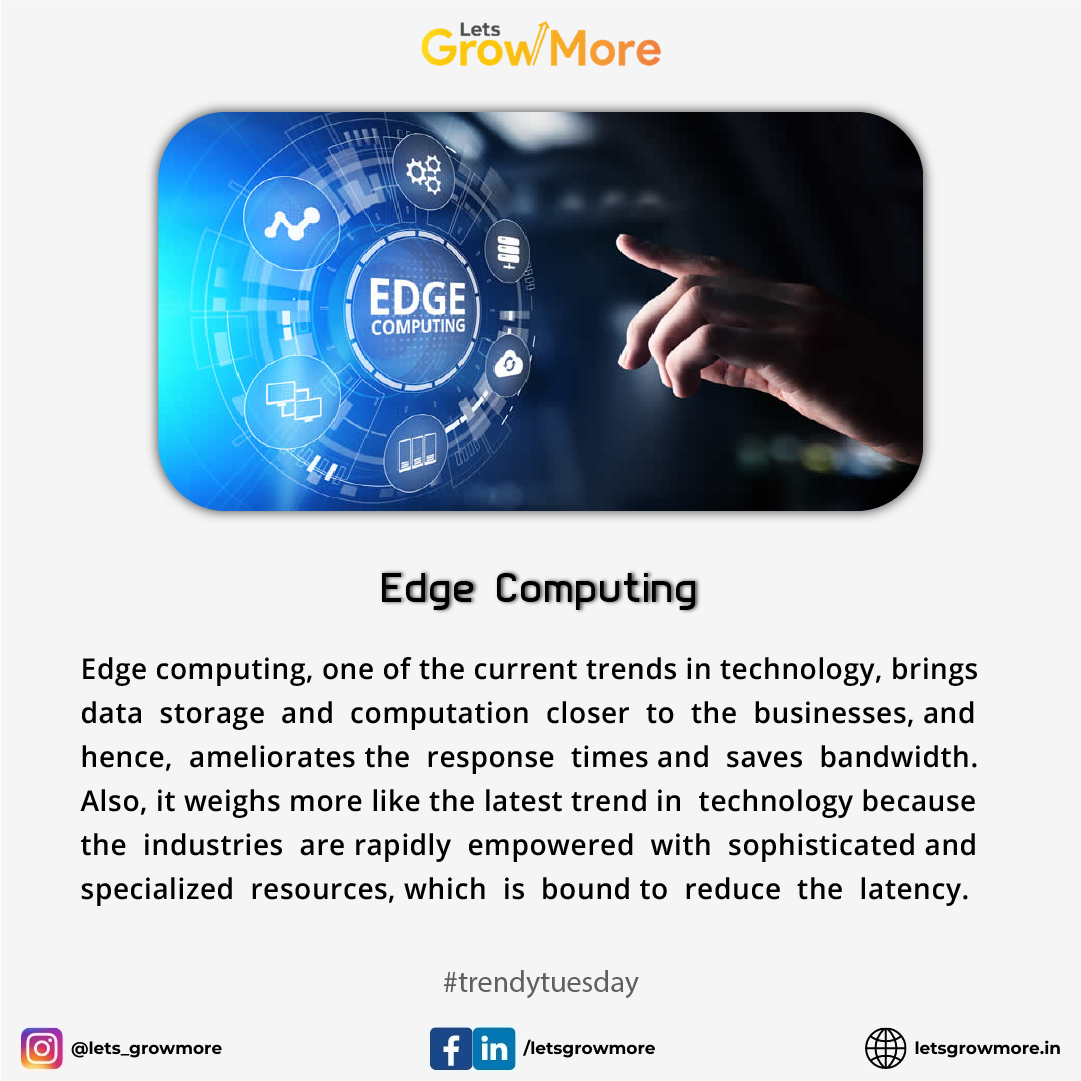 Lets
Grow More
EDGE
COMPUTING
Edge Computing
Edge computing, one of the current trends in technology, brings
data storage and computation closer to the businesses, and
hence, ameliorates the response times and saves bandwidth.
Also, it weighs more like the latest trend in technology because
the industries are rapidly empowered with sophisticated and
specialized resources, which is bound to reduce the latency.
#trendytuesday
@lets_growmore
/letsgrowmore
letsgrowmore.in